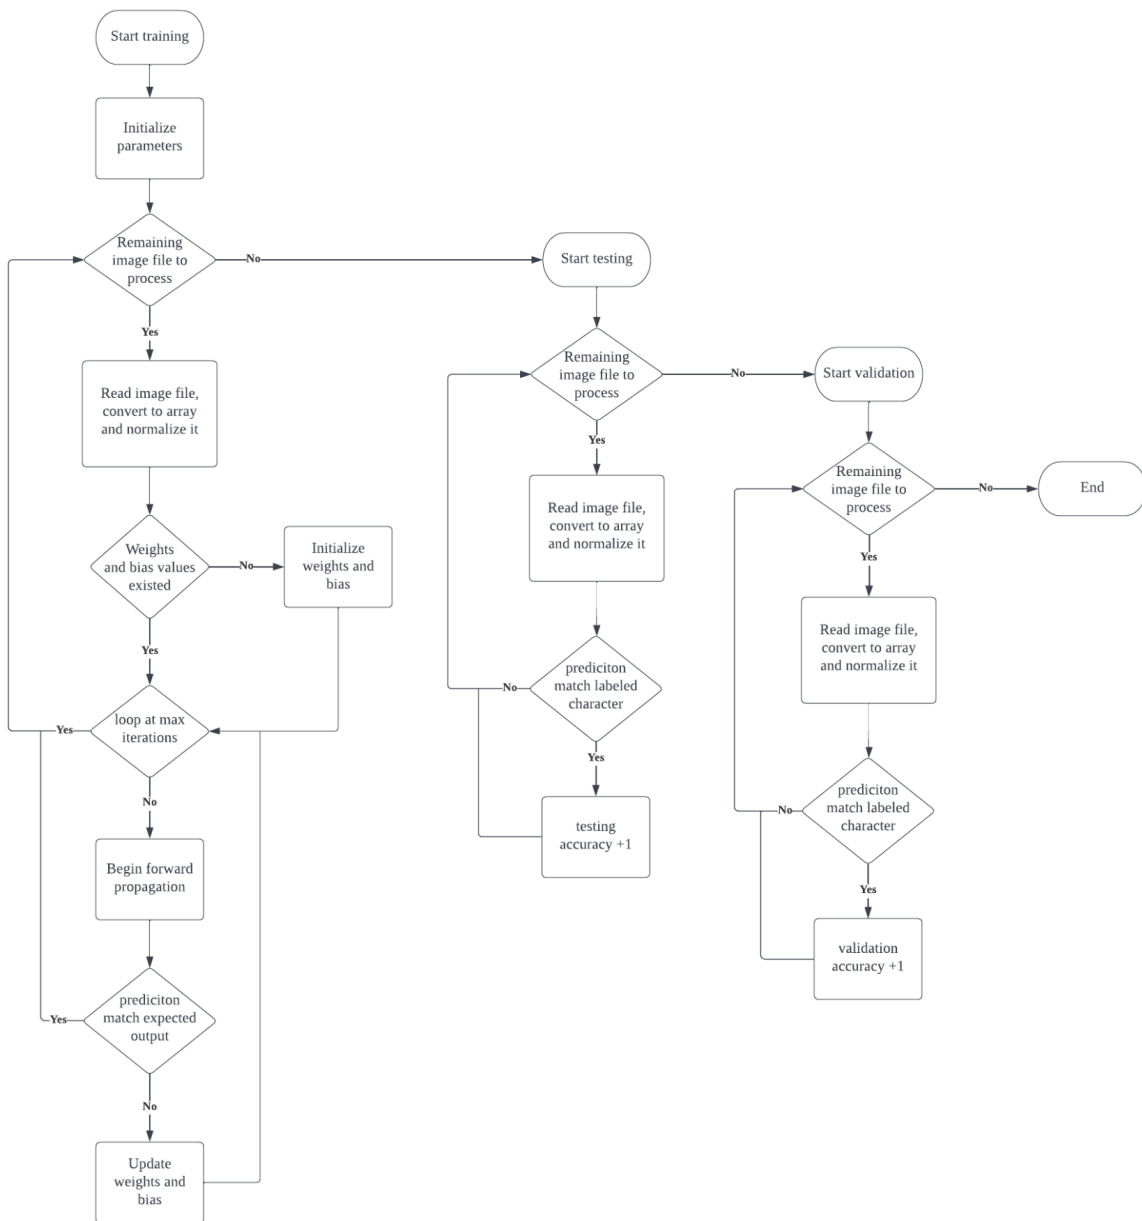 Start training
Initialize
parameters
Remaining
image file to
process
No
Yes
Read image file,
convert to array
and normalize it
Weights
and bias values
existed
No
Initialize
weights and
bias
Yes
loop at max
iterations
Yes
No
Begin forward
propagation
prediciton
match expected
output
Yes
No
Update
weights and
bias
Start testing
Remaining
image file to
process
No
Yes
Read image file,
convert to array
and normalize it
prediciton
match labeled
character
No
Yes
testing
accuracy +1
Start validation
Remaining
image file to
process
No
End
Yes
Read image file,
convert to array
and normalize it
prediciton
match labeled
character
No
Yes
validation
accuracy +1